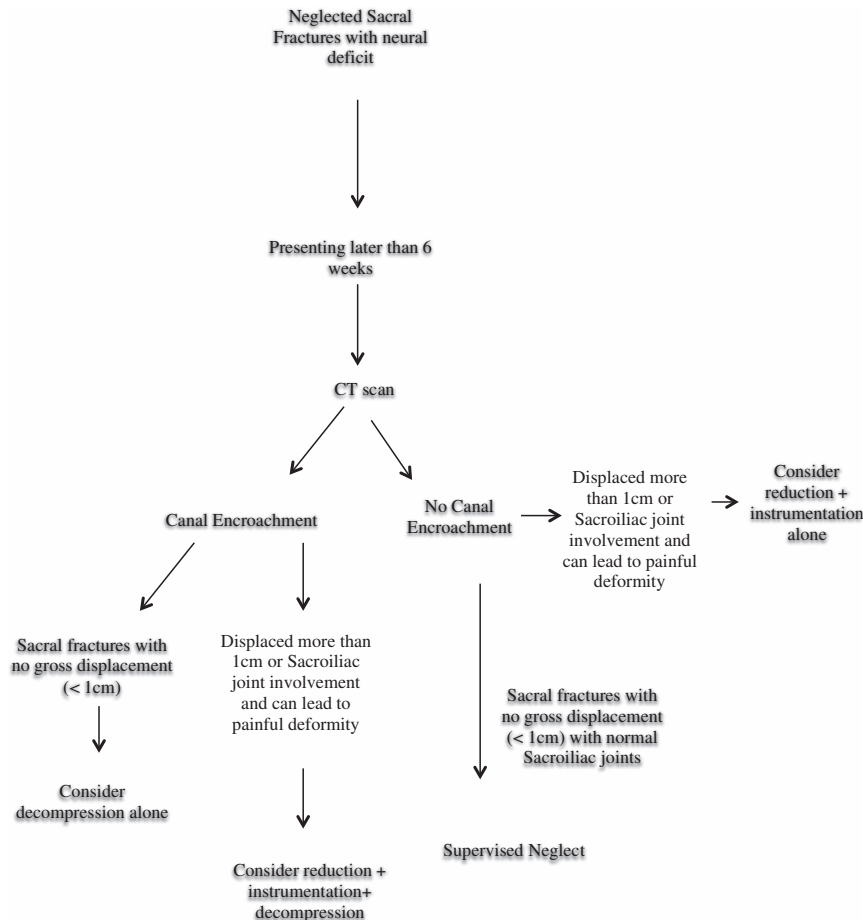 Neglected Sacral
Fractures with neural
deficit
Presenting later than 6
weeks
CT scan
Canal Encroachment
No Canal
Encroachment
Displaced more
than 1cm or
Sacroiliac joint
involvement and
can lead to painful
deformity
Consider
reduction +
instrumentation
alone
Sacral fractures with
no gross displacement
(< 1cm)
Displaced more than
1cm or Sacroiliac
joint involvement
and can lead to
painful deformity
Sacral fractures with
no gross displacement
(< 1cm) with normal
Sacroiliac joints
Consider
decompression alone
Consider reduction +
instrumentation+
decompression
Supervised Neglect